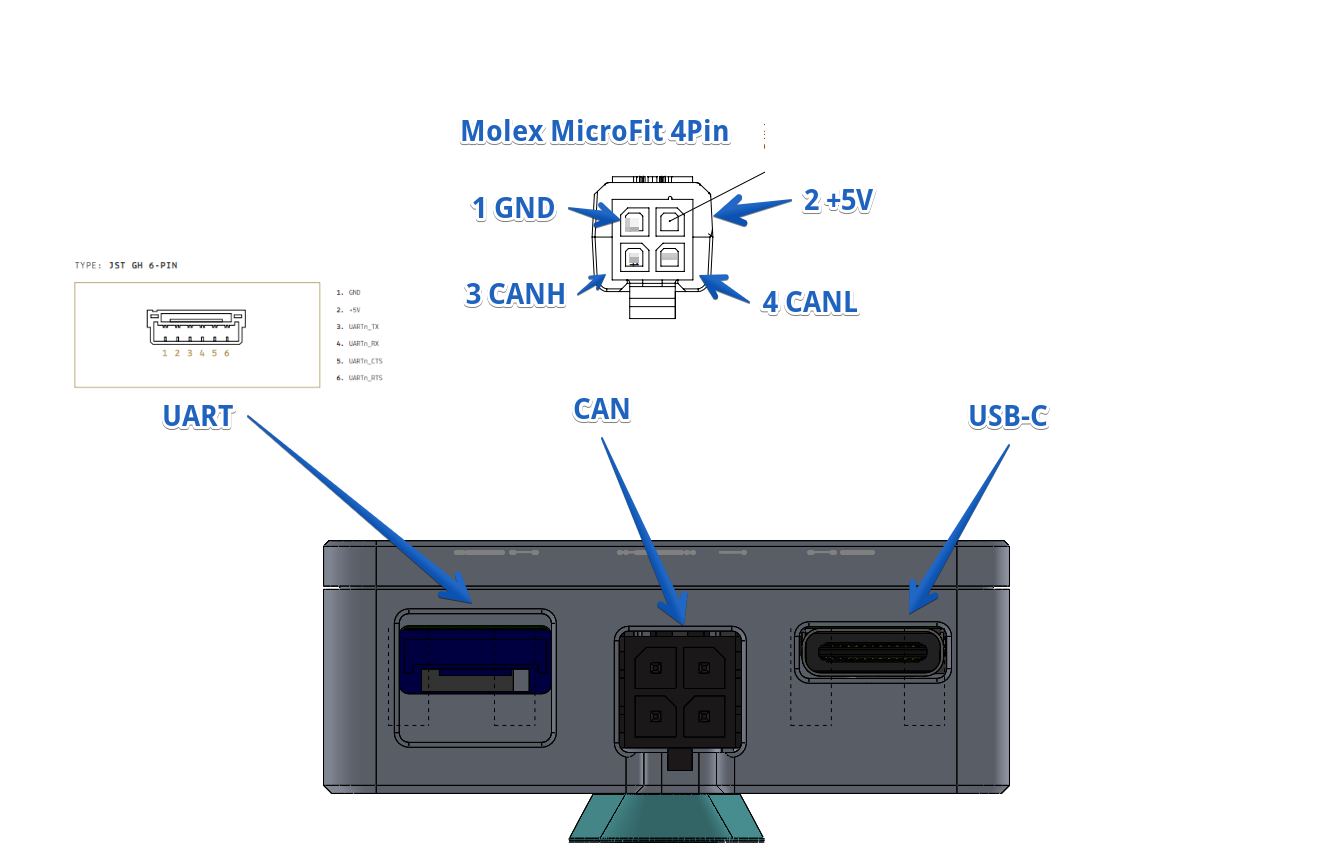 Molex MicroFit 4Pin
1 GND
2 +5V
3 CANH
4 CANL
TYPE: JST GH 6-PIN
1 2 3 4 5 6
1. GND
2. +5V
3. UARTn_TX
4. UARTn_RX
5. UARTn_CTS
6. UARTn_RTS
UART
CAN
USB-C